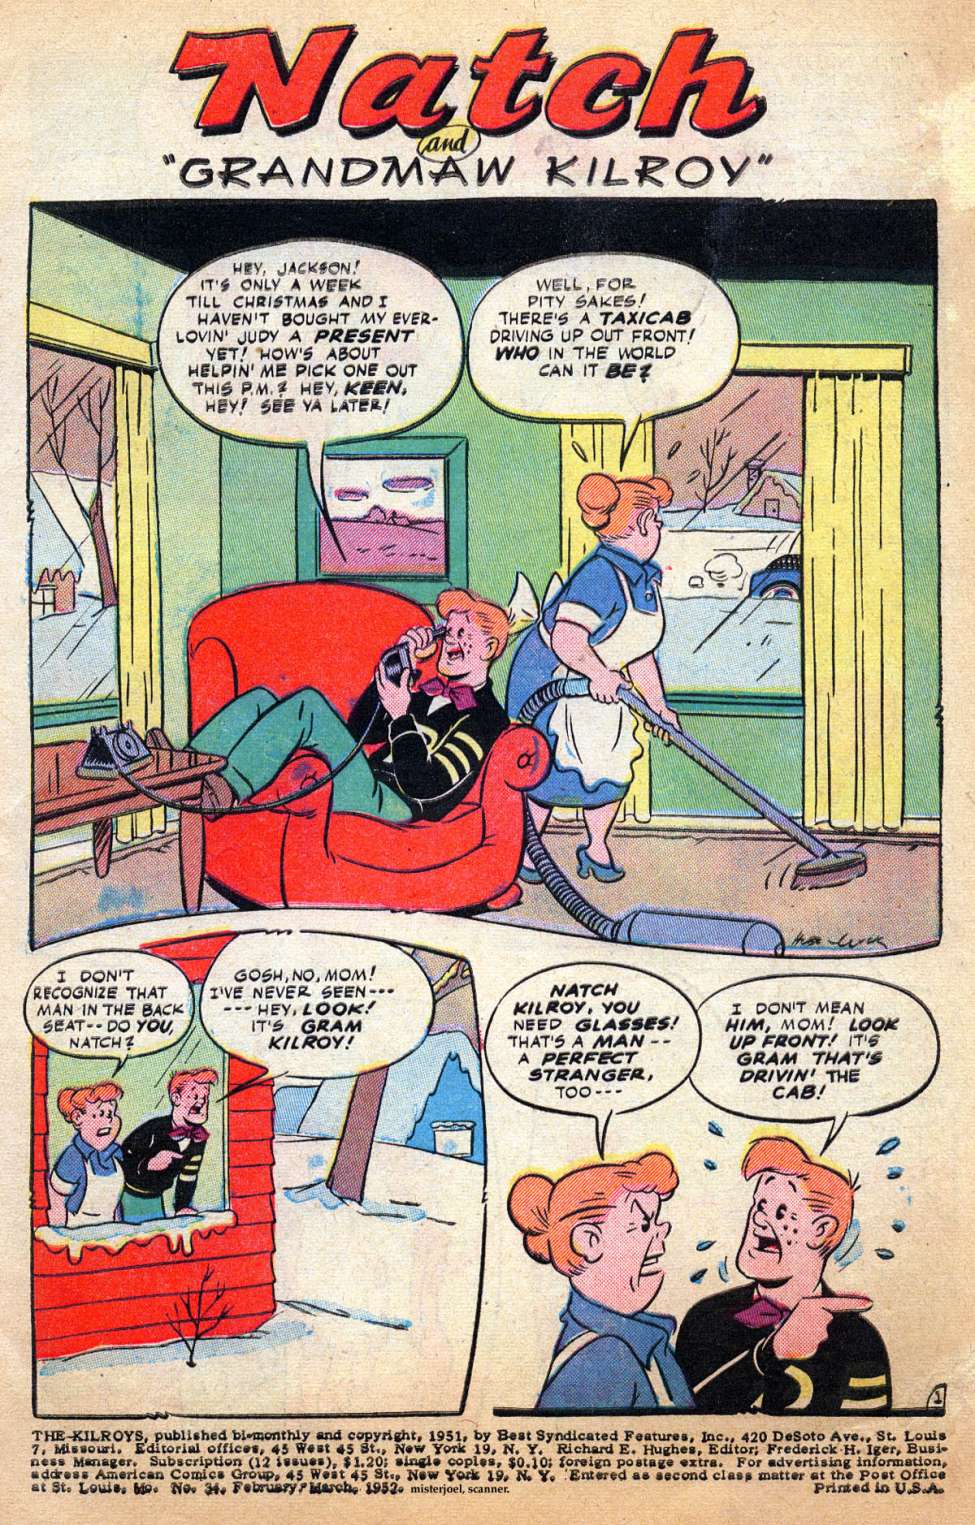 Natch
and
"GRANDMAW KILROY"
HEY, JACKSON!
IT'S ONLY A WEEK
TILL CHRISTMAS AND I
HAVEN'T BOUGHT MY EVER-
LOVIN' JUDY A PRESENT
YET! HOW'S ABOUT
HELPIN' ME PICK ONE OUT
THIS P.M.? HEY, KEEN,
HEY! SEE YA LATER!
WELL, FOR
PITY SAKES!
THERE'S A TAXICAB
DRIVING UP OUT FRONT!
WHO IN THE WORLD
CAN IT BE?
I DON'T
RECOGNIZE THAT
MAN IN THE BACK
SEAT-- DO YOU,
NATCH?
GOSH, NO, MOM!
I'VE NEVER SEEN---
---HEY, LOOK!
IT'S GRAM
KILROY!
NATCH
KILROY, YOU
NEED GLASSES!
THAT'S A MAN --
A PERFECT
STRANGER,
TOO---
I DON'T MEAN
HIM, MOM! LOOK
UP FRONT! IT'S
GRAM THAT'S
DRIVIN' THE
CAB!
1
THE KILROYS, published bi-monthly and copyright, 1951, by Best Syndicated Features, Inc., 420 DeSoto Ave., St. Louis
7, Missouri. Editorial offices, 45 West 45 St., New York 19, N. Y. Richard E. Hughes, Editor; Frederick H. Iger, Busi-
ness Manager. Subscription (12 issues), $1.20; single copies, $0.10; foreign postage extra. For advertising information,
address American Comics Group, 45 West 45 St., New York 19, N. Y. Entered as second class matter at the Post Office
at St. Louis, Mo. No. 34, February-March, 1952. misterjoel, scanner. Printed in U.S.A.